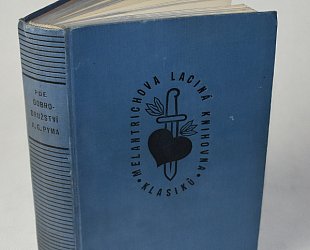 POE
DOBRO-
DRUŽSTVÍ
A.G.PYMA
MELANTRICHOVA LACINÁ KNIHOVNA
• KLASIKŮ •